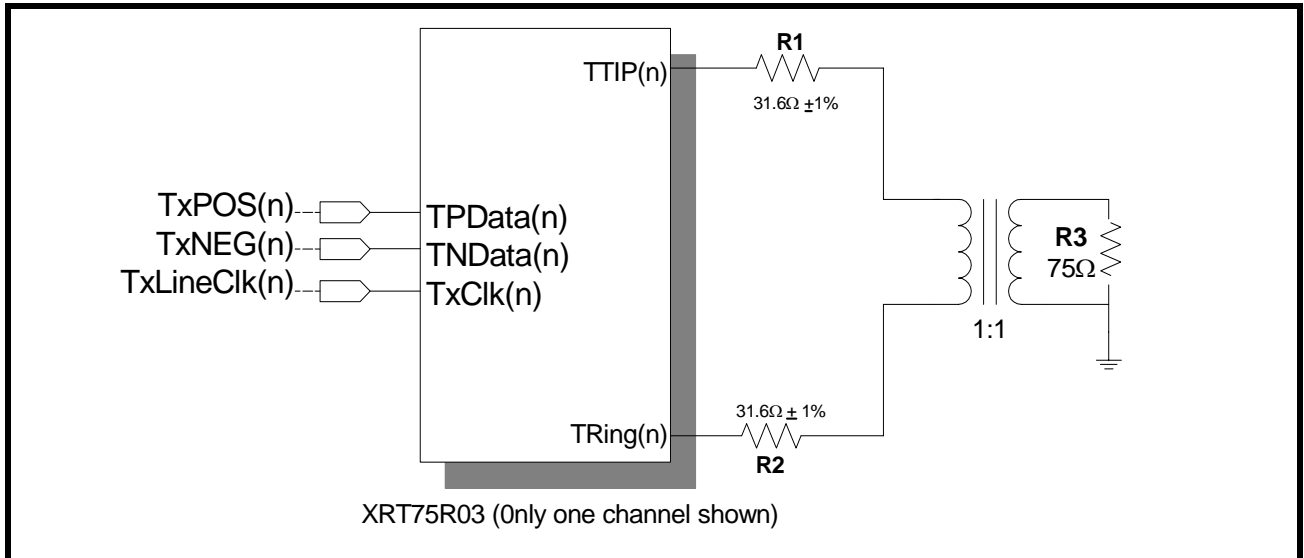 R1
TTIP(n)
31.6Ω ±1%
TxPOS(n)
TPData(n)
TxNEG(n)
TNData(n)
TxLineClk(n)
TxClk(n)
R3
75Ω
1:1
31.6Ω ± 1%
TRing(n)
R2
XRT75R03 (0nly one channel shown)